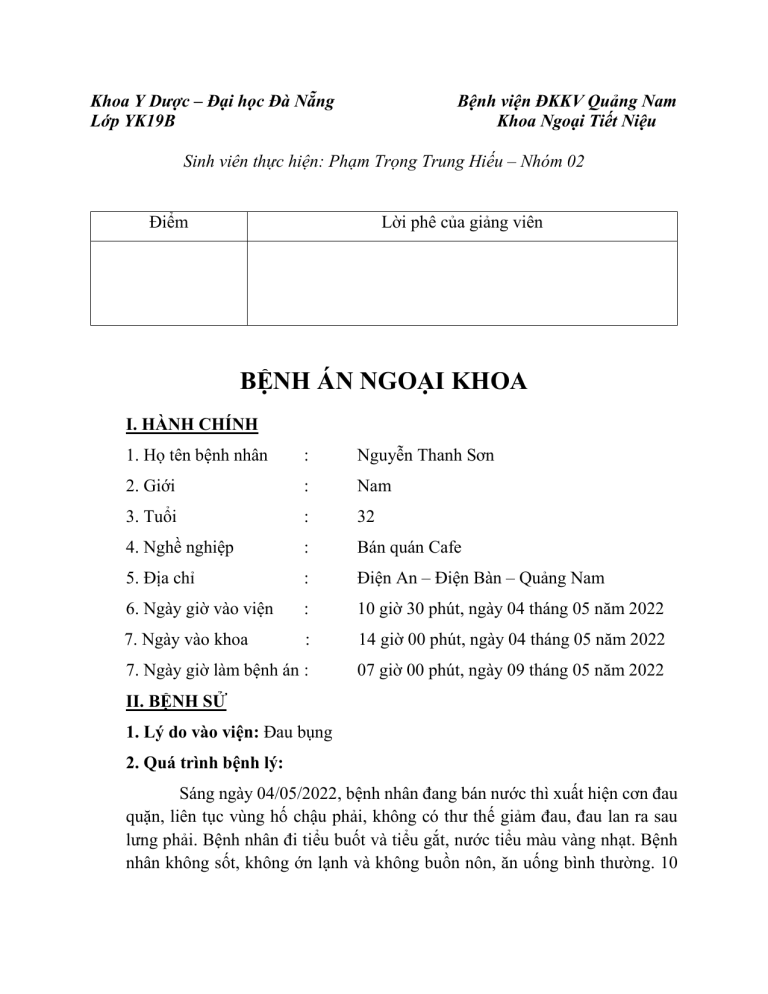 Khoa Y Dược – Đại học Đà Nẵng
Bệnh viện ĐKKV Quảng Nam
Lớp YK19B
Khoa Ngoại Tiết Niệu
Sinh viên thực hiện: Phạm Trọng Trung Hiếu – Nhóm 02
Điểm
Lời phê của giảng viên
BỆNH ÁN NGOẠI KHOA
I. HÀNH CHÍNH
1. Họ tên bệnh nhân : Nguyễn Thanh Sơn
2. Giới : Nam
3. Tuổi : 32
4. Nghề nghiệp : Bán quán Cafe
5. Địa chỉ : Điện An – Điện Bàn – Quảng Nam
6. Ngày giờ vào viện : 10 giờ 30 phút, ngày 04 tháng 05 năm 2022
7. Ngày vào khoa : 14 giờ 00 phút, ngày 04 tháng 05 năm 2022
7. Ngày giờ làm bệnh án : 07 giờ 00 phút, ngày 09 tháng 05 năm 2022
II. BỆNH SỬ
1. Lý do vào viện: Đau bụng
2. Quá trình bệnh lý:
Sáng ngày 04/05/2022, bệnh nhân đang bán nước thì xuất hiện cơn đau
quặn, liên tục vùng hố chậu phải, không có thư thế giảm đau, đau lan ra sau
lưng phải. Bệnh nhân đi tiểu buốt và tiểu gắt, nước tiểu màu vàng nhạt. Bệnh
nhân không sốt, không ớn lạnh và không buồn nôn, ăn uống bình thường. 10